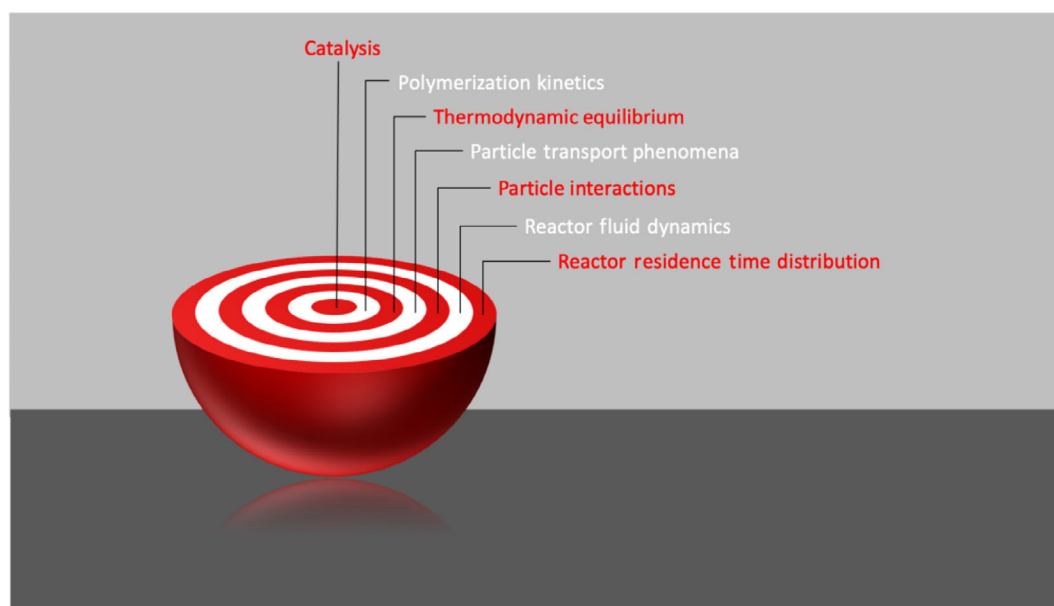 Catalysis
Polymerization kinetics
Thermodynamic equilibrium
Particle transport phenomena
Particle interactions
Reactor fluid dynamics
Reactor residence time distribution